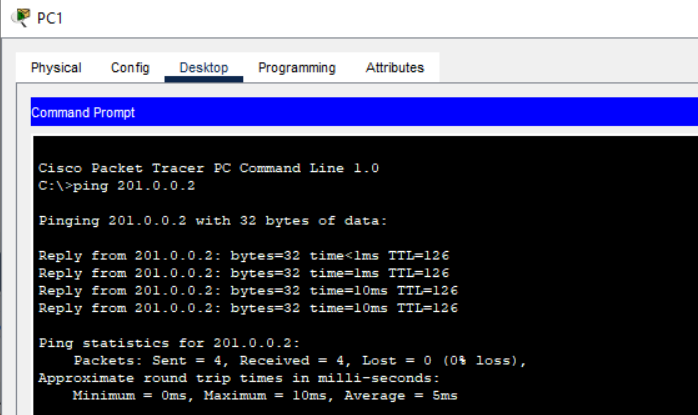 PC1
Physical Config Desktop Programming Attributes
Command Prompt
Cisco Packet Tracer PC Command Line 1.0
C:\>ping 201.0.0.2
Pinging 201.0.0.2 with 32 bytes of data:
Reply from 201.0.0.2: bytes=32 time<1ms TTL=126
Reply from 201.0.0.2: bytes=32 time=1ms TTL=126
Reply from 201.0.0.2: bytes=32 time=10ms TTL=126
Reply from 201.0.0.2: bytes=32 time=10ms TTL=126
Ping statistics for 201.0.0.2:
Packets: Sent = 4, Received = 4, Lost = 0 (0% loss),
Approximate round trip times in milli-seconds:
Minimum = 0ms, Maximum = 10ms, Average = 5ms